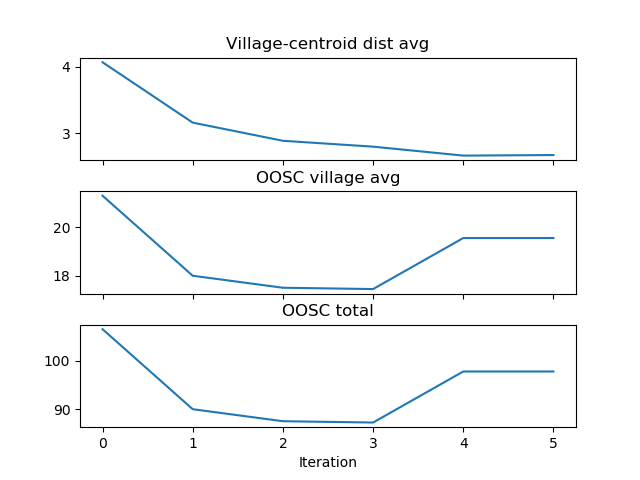 Village-centroid dist avg
4
3
OOSC village avg
20
18
OOSC total
100
90
0 1 2 3 4 5
Iteration